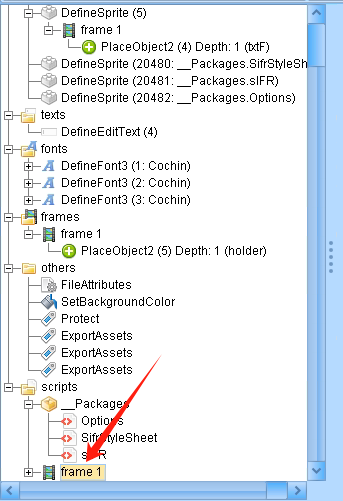 DefineSprite (5)
frame 1
PlaceObject2 (4) Depth: 1 (txtF)
DefineSprite (20480: __Packages.SifrStyleSh
DefineSprite (20481: __Packages.sIFR)
DefineSprite (20482: __Packages.Options)
texts
DefineEditText (4)
fonts
DefineFont3 (1: Cochin)
DefineFont3 (2: Cochin)
DefineFont3 (3: Cochin)
frames
frame 1
PlaceObject2 (5) Depth: 1 (holder)
others
FileAttributes
SetBackgroundColor
Protect
ExportAssets
ExportAssets
ExportAssets
scripts
__Packages
Options
SifrStyleSheet
sIFR
frame 1